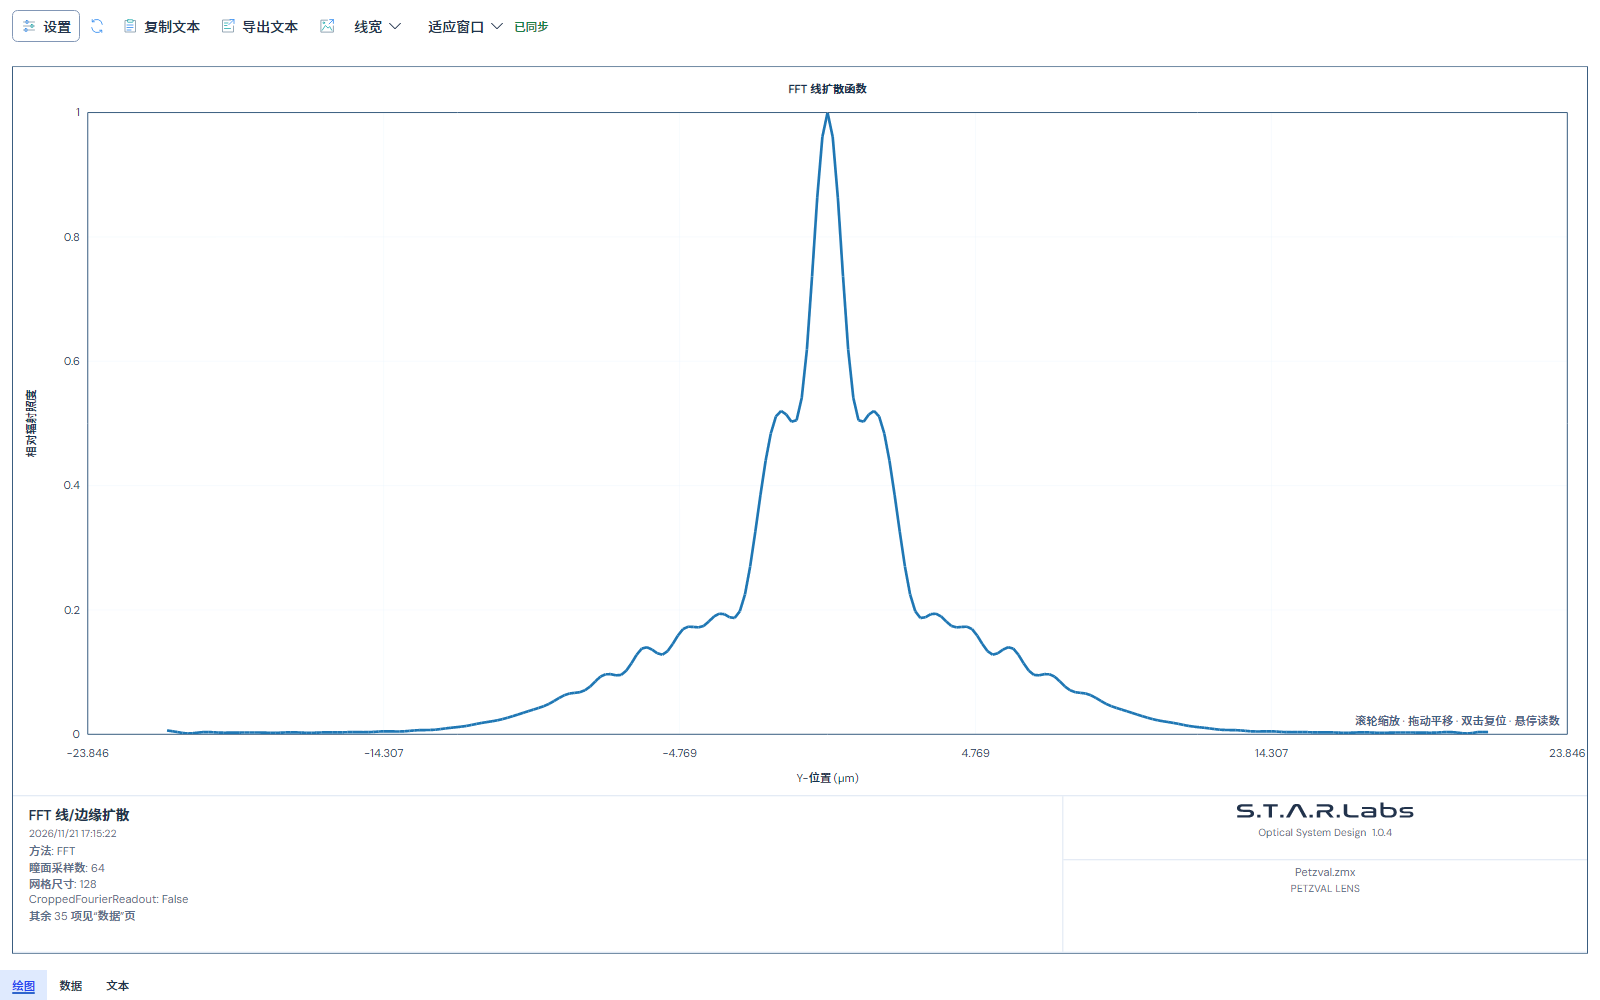 设置 复制文本 导出文本 线宽 适应窗口 已同步
FFT 线扩散函数
1
0.8
0.6
0.4
0.2
0
相对辐射照度
滚轮缩放 · 拖动平移 · 双击复位 · 悬停读数
-23.846 -14.307 -4.769 4.769 14.307 23.846
Y-位置 (μm)
FFT 线/边缘扩散
2026/11/21 17:15:22
方法: FFT
瞳面采样数: 64
网格尺寸: 128
CroppedFourierReadout: False
其余 35 项见“数据”页
S.T.A.R.Labs
Optical System Design 1.0.4
Petzval.zmx
PETZVAL LENS
绘图 数据 文本